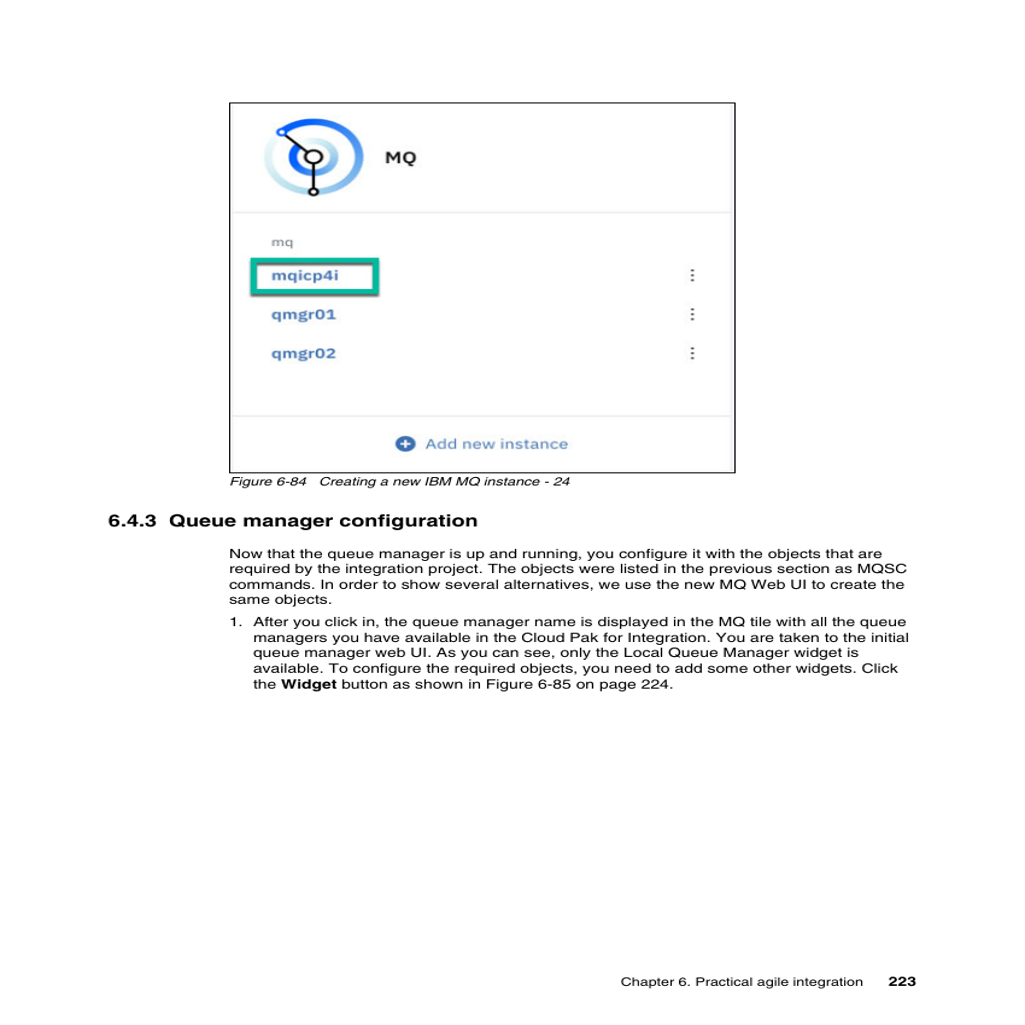 MQ
mq
mqicp4i
qmgr01
qmgr02
Add new instance
Figure 6-84   Creating a new IBM MQ instance - 24
6.4.3  Queue manager configuration
Now that the queue manager is up and running, you configure it with the objects that are
required by the integration project. The objects were listed in the previous section as MQSC
commands. In order to show several alternatives, we use the new MQ Web UI to create the
same objects.
1. After you click in, the queue manager name is displayed in the MQ tile with all the queue
managers you have available in the Cloud Pak for Integration. You are taken to the initial
queue manager web UI. As you can see, only the Local Queue Manager widget is
available. To configure the required objects, you need to add some other widgets. Click
the Widget button as shown in Figure 6-85 on page 224.
Chapter 6. Practical agile integration 223